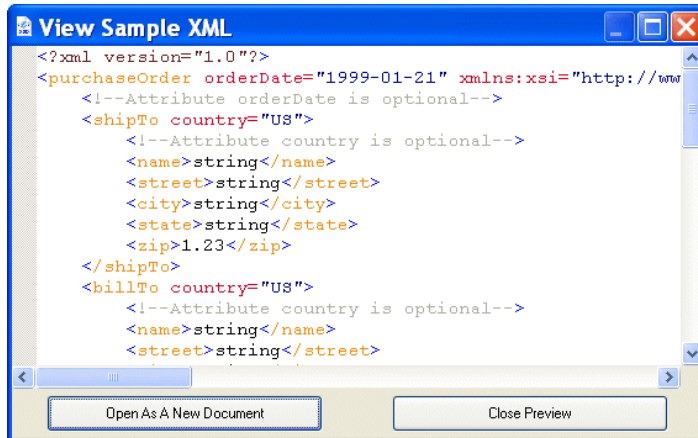 View Sample XML
<?xml version="1.0"?>
<purchaseOrder orderDate="1999-01-21" xmlns:xsi="http://ww
<!--Attribute orderDate is optional-->
<shipTo country="US">
<!--Attribute country is optional-->
<name>string</name>
<street>string</street>
<city>string</city>
<state>string</state>
<zip>1.23</zip>
</shipTo>
<billTo country="US">
<!--Attribute country is optional-->
<name>string</name>
<street>string</street>
Open As A New Document
Close Preview